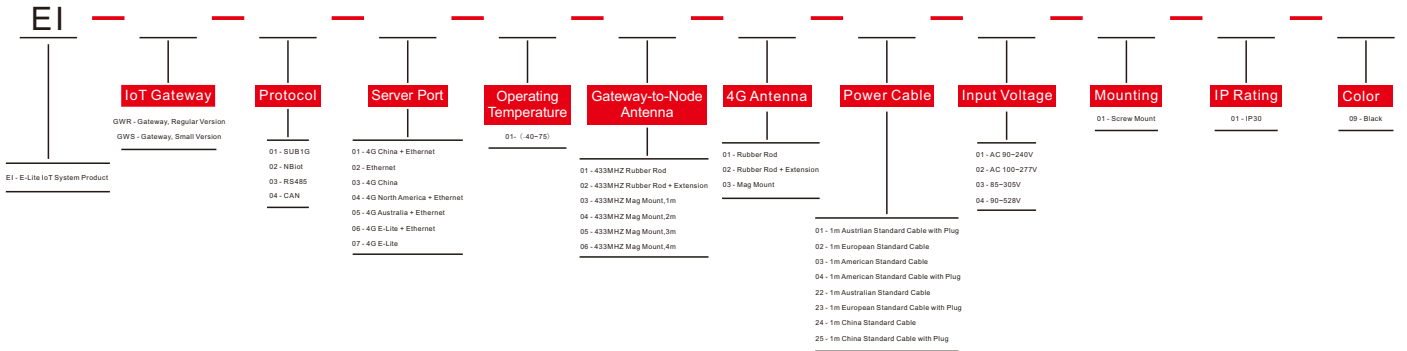 EI
IoT Gateway
GWR - Gateway, Regular Version
GWS - Gateway, Small Version
Protocol
01 - SUB1G
02 - NBiot
03 - RS485
04 - CAN
Server Port
01 - 4G China + Ethernet
02 - Ethernet
03 - 4G China
04 - 4G North America + Ethernet
05 - 4G Australia + Ethernet
06 - 4G E-Lite + Ethernet
07 - 4G E-Lite
Operating
Temperature
01-（-40~75）
Gateway-to-Node
Antenna
01 - 433MHZ Rubber Rod
02 - 433MHZ Rubber Rod + Extension
03 - 433MHZ Mag Mount,1m
04 - 433MHZ Mag Mount,2m
05 - 433MHZ Mag Mount,3m
06 - 433MHZ Mag Mount,4m
4G Antenna
01 - Rubber Rod
02 - Rubber Rod + Extension
03 - Mag Mount
Power Cable
01 - 1m Austrlian Standard Cable with Plug
02 - 1m European Standard Cable
03 - 1m American Standard Cable
04 - 1m American Standard Cable with Plug
22 - 1m Australian Standard Cable
23 - 1m European Standard Cable with Plug
24 - 1m China Standard Cable
25 - 1m China Standard Cable with Plug
Input Voltage
01 - AC 90~240V
02 - AC 100~277V
03 - 85~305V
04 - 90~528V
Mounting
01 - Screw Mount
IP Rating
01 - IP30
Color
09 - Black
EI - E-Lite IoT System Product